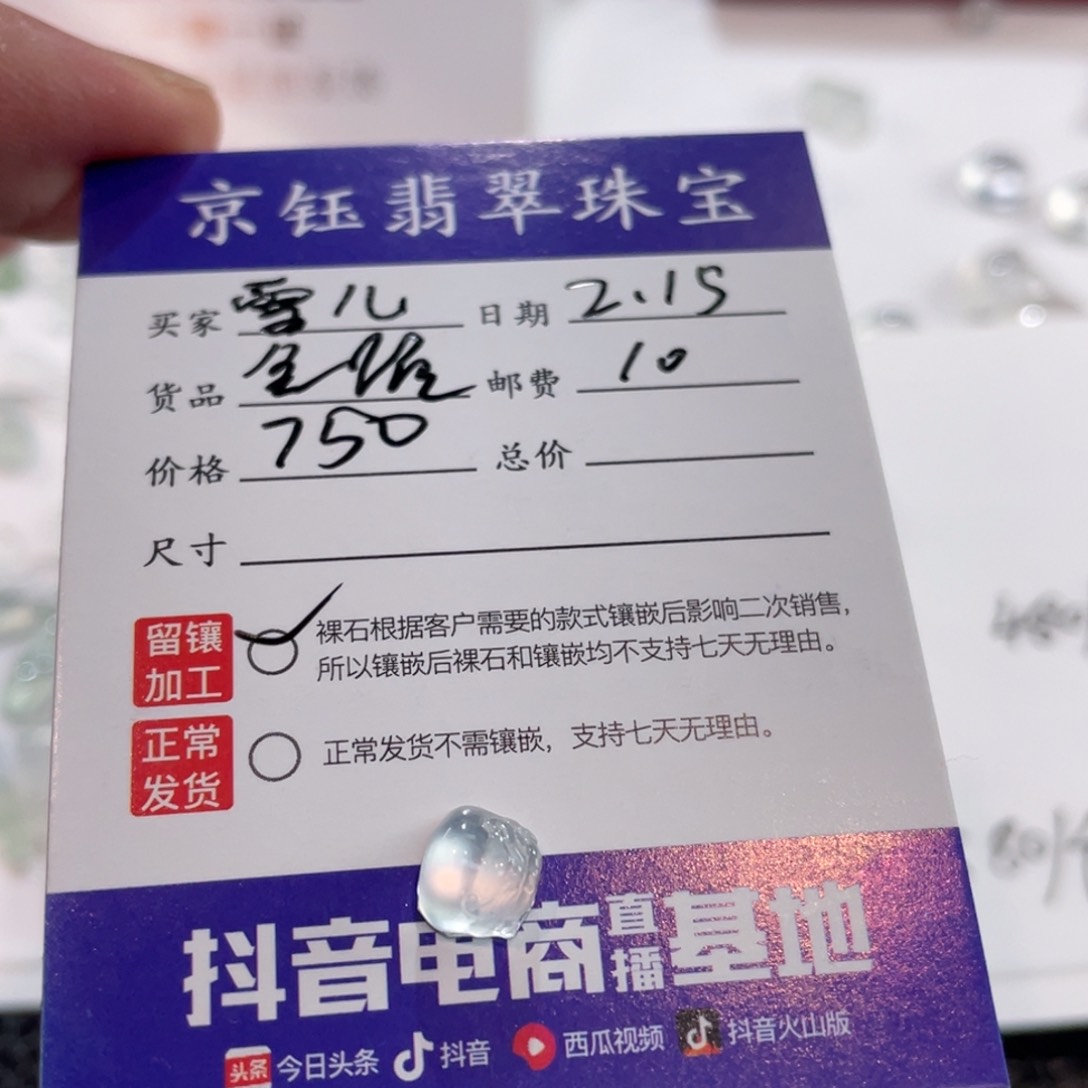 京钰翡翠珠宝
买家 雪儿 日期 2.15
货品 邮费 10
价格 750 总价
尺寸
留镶加工 裸石根据客户需要的款式镶嵌后影响二次销售，
所以镶嵌后裸石和镶嵌均不支持七天无理由。
正常发货 正常发货不需镶嵌，支持七天无理由。
抖音电商直播基地
头条 今日头条 抖音 西瓜视频 抖音火山版